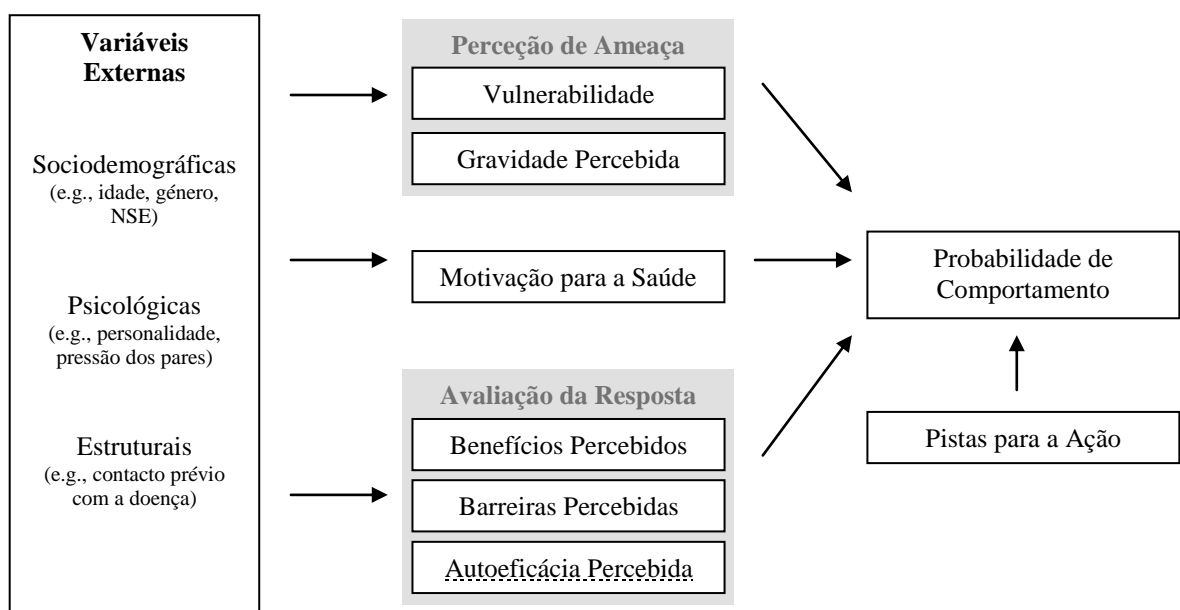 Variáveis
Externas
Sociodemográficas
(e.g., idade, género,
NSE)
Psicológicas
(e.g., personalidade,
pressão dos pares)
Estruturais
(e.g., contacto prévio
com a doença)
Perceção de Ameaça
Vulnerabilidade
Gravidade Percebida
Motivação para a Saúde
Avaliação da Resposta
Benefícios Percebidos
Barreiras Percebidas
Autoeficácia Percebida
Probabilidade de
Comportamento
Pistas para a Ação